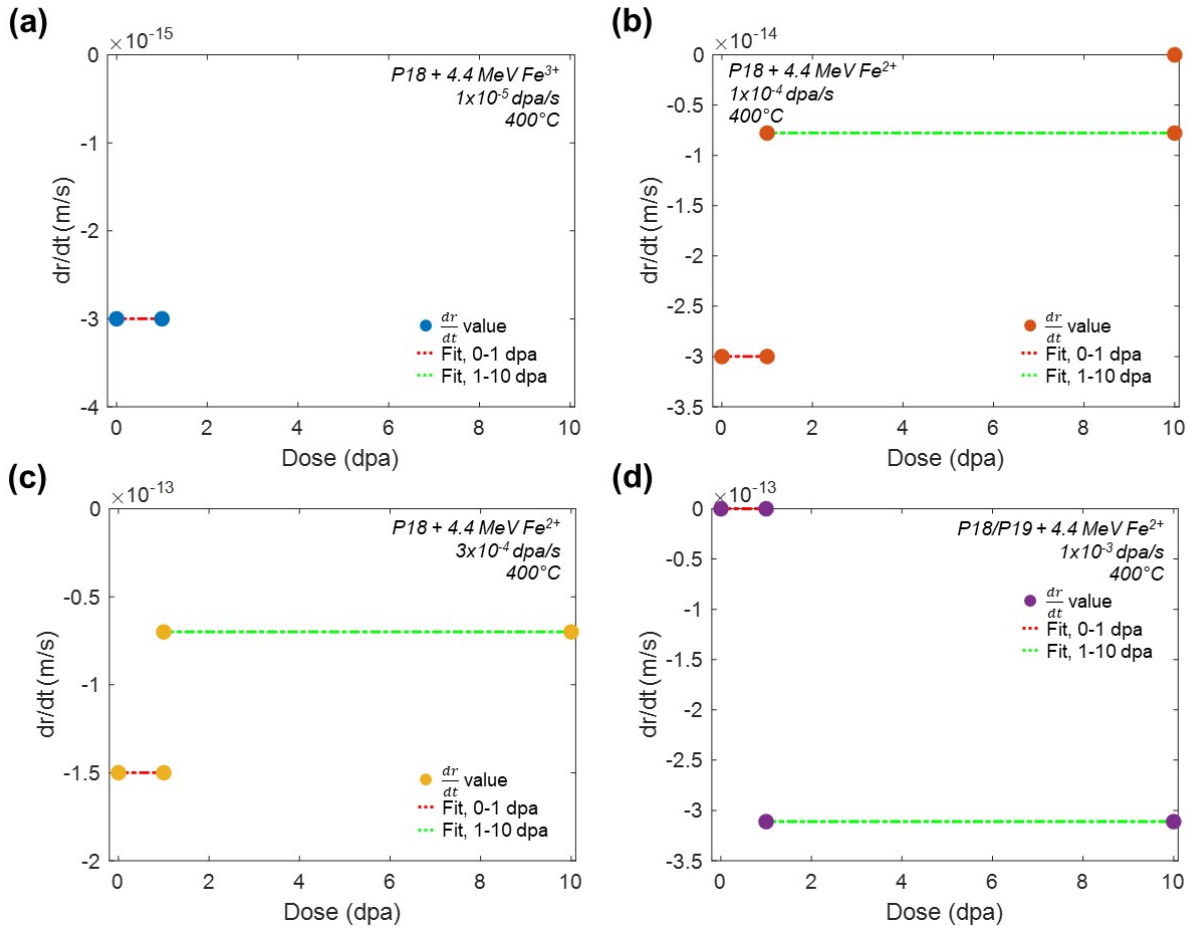 (a)
×10⁻¹⁵
0
-1
-2
-3
-4
dr/dt (m/s)
P18 + 4.4 MeV Fe³⁺
1x10⁻⁵ dpa/s
400°C
dr/dt value
Fit, 0-1 dpa
Fit, 1-10 dpa
0 2 4 6 8 10
Dose (dpa)
(b)
×10⁻¹⁴
0
-0.5
-1
-1.5
-2
-2.5
-3
-3.5
dr/dt (m/s)
P18 + 4.4 MeV Fe²⁺
1x10⁻⁴ dpa/s
400°C
dr/dt value
Fit, 0-1 dpa
Fit, 1-10 dpa
0 2 4 6 8 10
Dose (dpa)
(c)
×10⁻¹³
0
-0.5
-1
-1.5
-2
dr/dt (m/s)
P18 + 4.4 MeV Fe²⁺
3x10⁻⁴ dpa/s
400°C
dr/dt value
Fit, 0-1 dpa
Fit, 1-10 dpa
0 2 4 6 8 10
Dose (dpa)
(d)
×10⁻¹³
0
-0.5
-1
-1.5
-2
-2.5
-3
-3.5
dr/dt (m/s)
P18/P19 + 4.4 MeV Fe²⁺
1x10⁻³ dpa/s
400°C
dr/dt value
Fit, 0-1 dpa
Fit, 1-10 dpa
0 2 4 6 8 10
Dose (dpa)